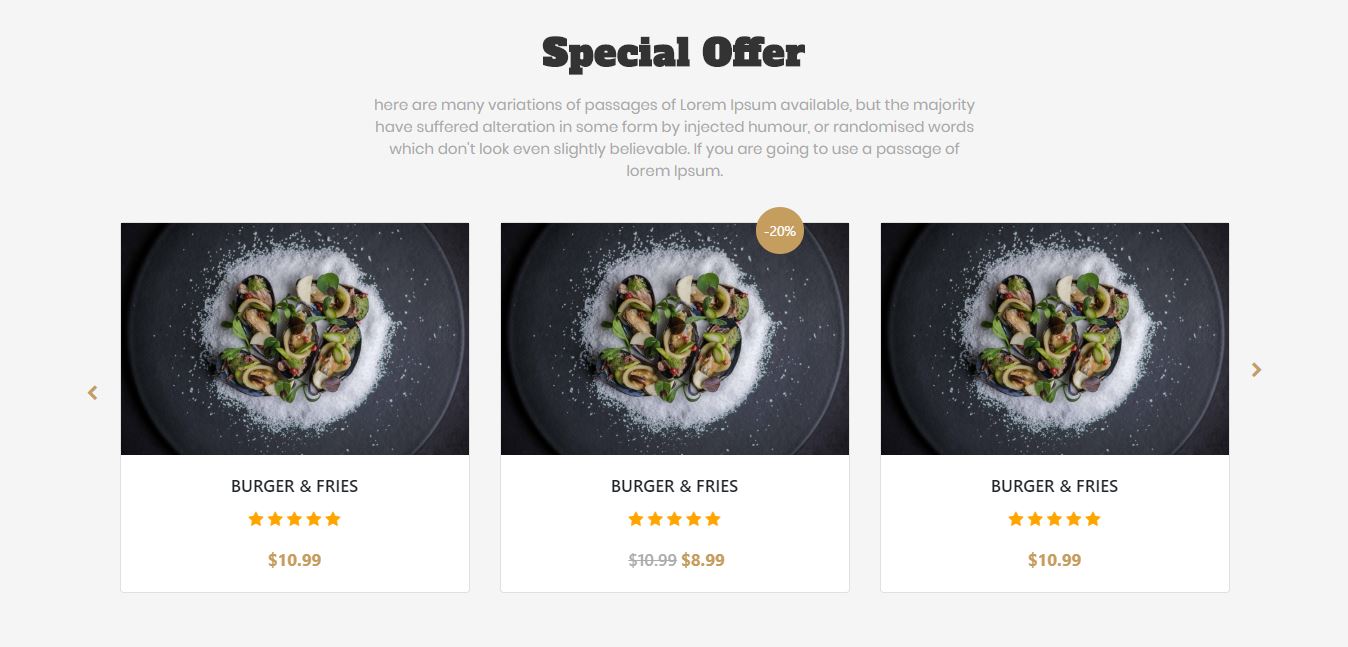 Special Offer
here are many variations of passages of Lorem Ipsum available, but the majority
have suffered alteration in some form by injected humour, or randomised words
which don't look even slightly believable. If you are going to use a passage of
lorem Ipsum.
-20%
BURGER & FRIES
$10.99
BURGER & FRIES
$10.99 $8.99
BURGER & FRIES
$10.99